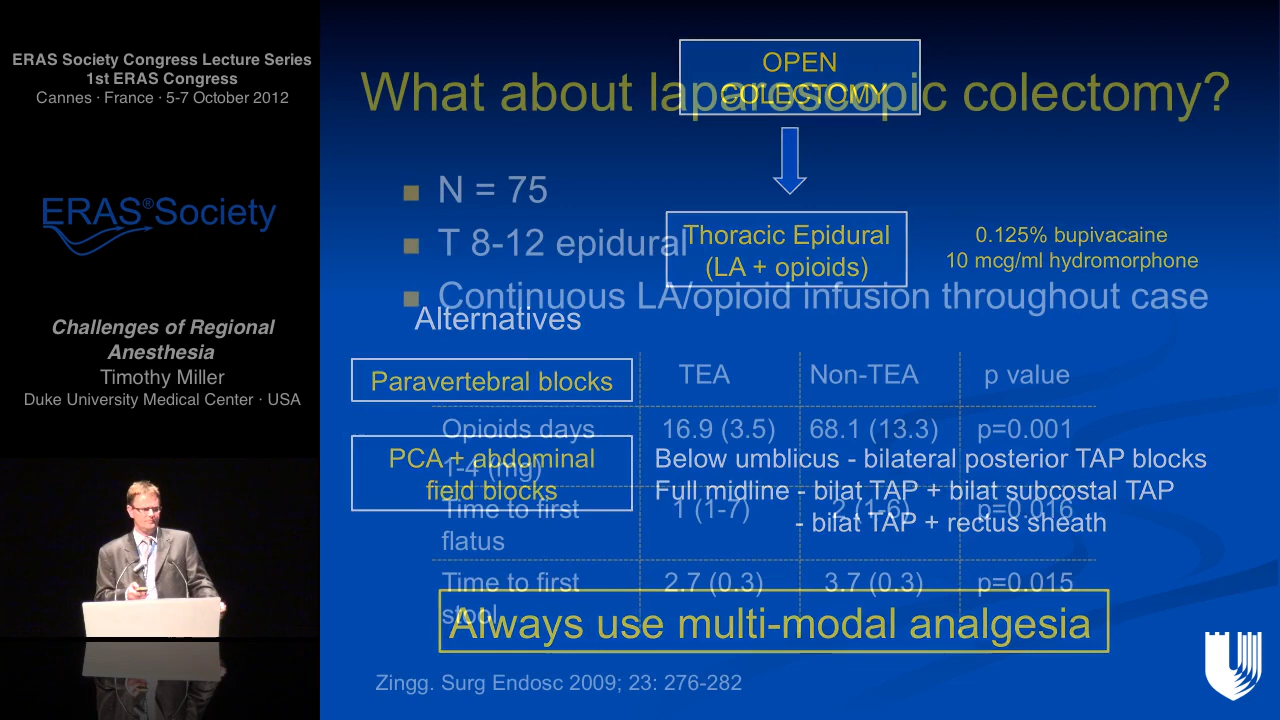 ERAS Society Congress Lecture Series
1st ERAS Congress
Cannes · France · 5-7 October 2012
ERAS®Society
Challenges of Regional
Anesthesia
Timothy Miller
Duke University Medical Center · USA
OPEN
COLECTOMY
What about laparoscopic colectomy?
N = 75
T 8-12 epidural
Thoracic Epidural
(LA + opioids)
0.125% bupivacaine
10 mcg/ml hydromorphone
Continuous LA/opioid infusion throughout case
Alternatives
Paravertebral blocks
TEA Non-TEA p value
Opioids days
1-4 (mg)
16.9 (3.5) 68.1 (13.3) p=0.001
PCA + abdominal
field blocks
Below umblicus - bilateral posterior TAP blocks
Full midline - bilat TAP + bilat subcostal TAP
- bilat TAP + rectus sheath
Time to first
flatus
1 (1-7) 2 (1-6) p=0.016
Time to first
stool
2.7 (0.3) 3.7 (0.3) p=0.015
Always use multi-modal analgesia
Zingg. Surg Endosc 2009; 23: 276-282